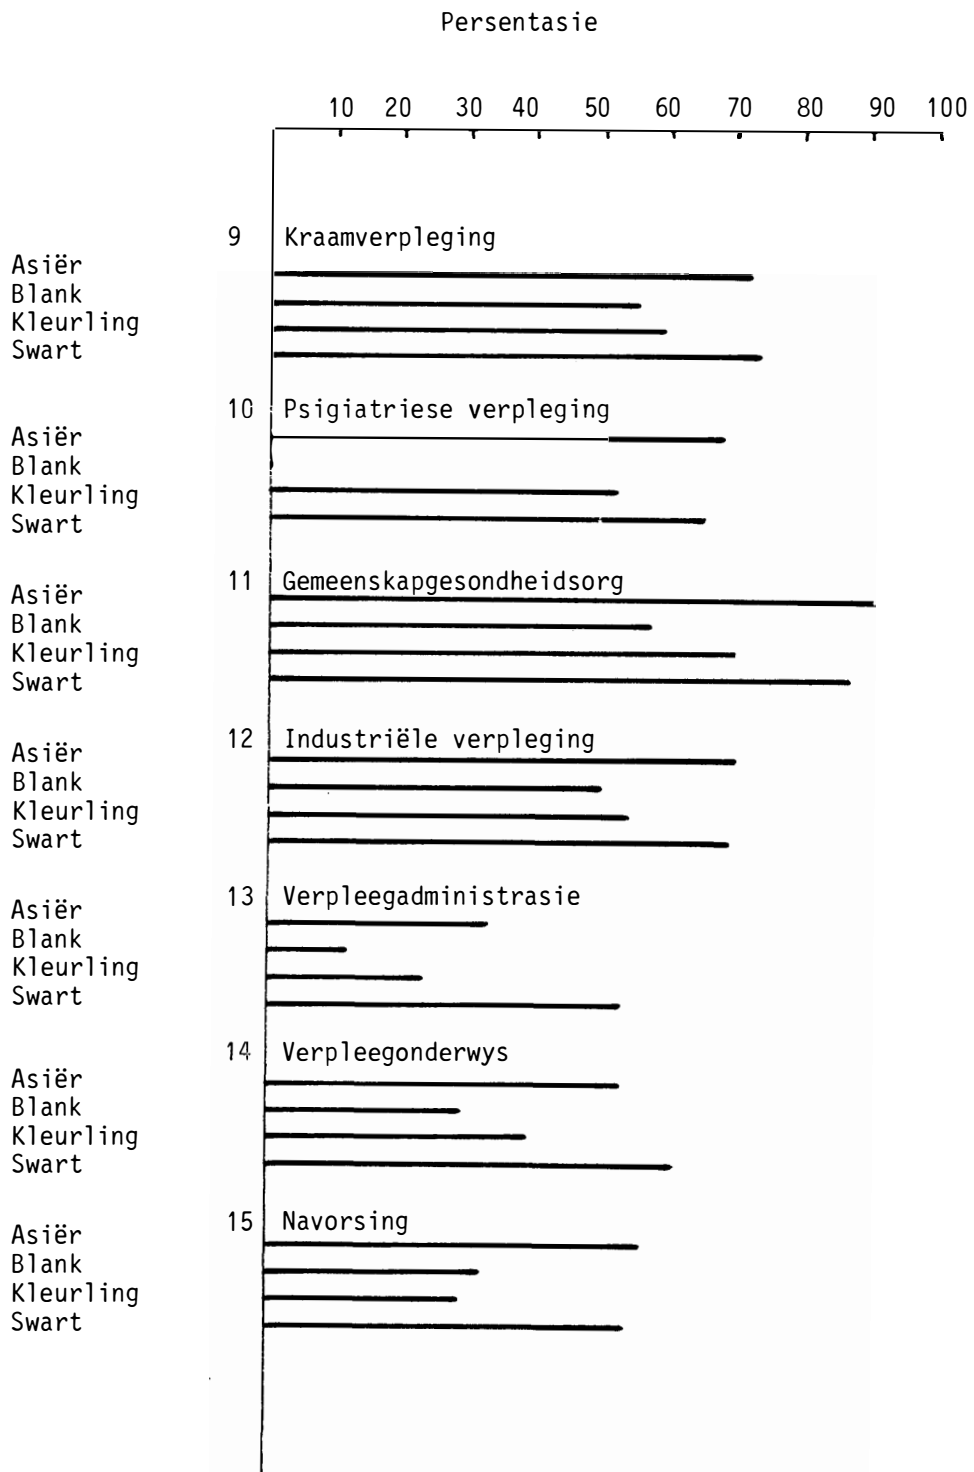 Persentasie
10 20 30 40 50 60 70 80 90 100
9 Kraamverpleging
Asiër
Blank
Kleurling
Swart
10 Psigiatriese verpleging
Asiër
Blank
Kleurling
Swart
11 Gemeenskapgesondheidsorg
Asiër
Blank
Kleurling
Swart
12 Industriële verpleging
Asiër
Blank
Kleurling
Swart
13 Verpleegadministrasie
Asiër
Blank
Kleurling
Swart
14 Verpleegonderwys
Asiër
Blank
Kleurling
Swart
15 Navorsing
Asiër
Blank
Kleurling
Swart